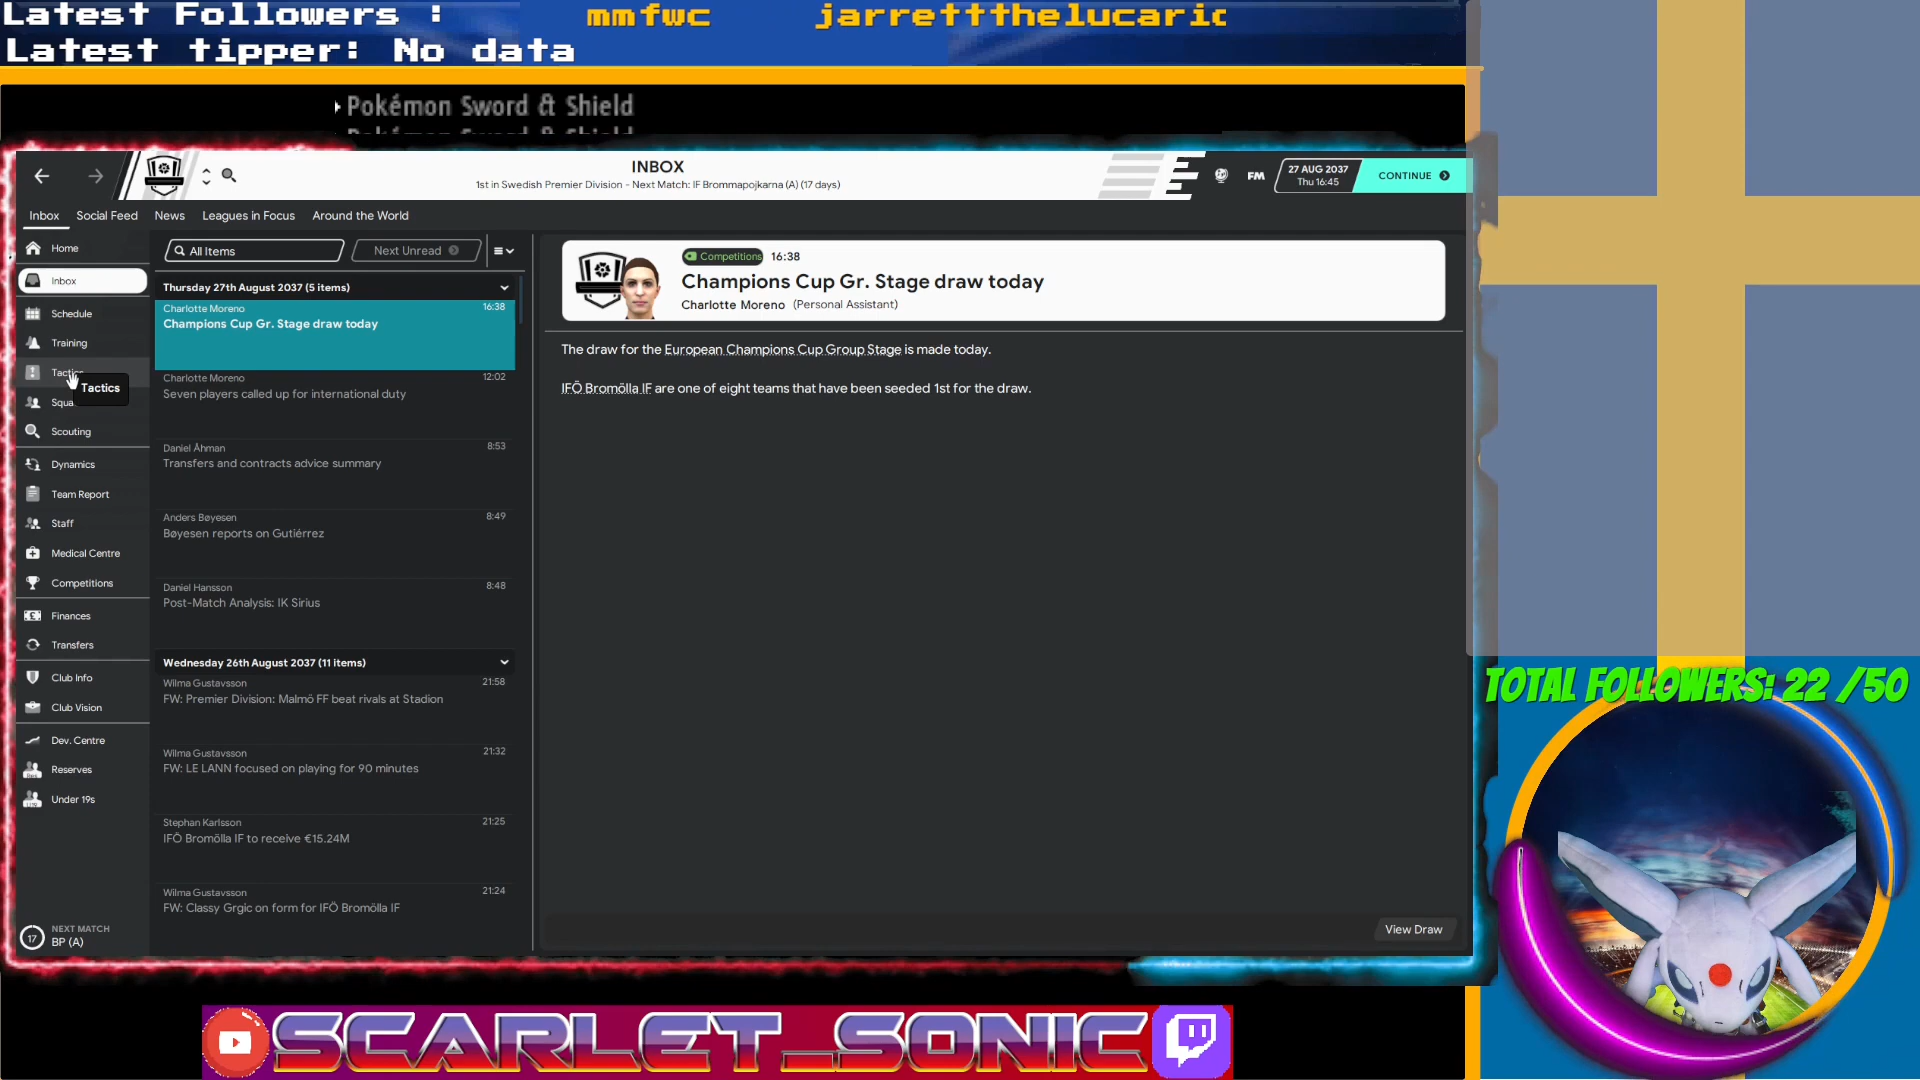 Latest Followers : mmfwc jarrettthelucaric
Latest tipper: No data
Pokémon Sword & Shield
Pokémon Sword & Shield
INBOX
1st in Swedish Premier Division - Next Match: IF Brommapojkarna (A) (17 days)
FM
27 AUG 2037
Thu 16:45
CONTINUE
Inbox Social Feed News Leagues in Focus Around the World
Home
Inbox
Schedule
Training
Tactics
Tactics
Squa
Scouting
Dynamics
Team Report
Staff
Medical Centre
Competitions
Finances
Transfers
Club Info
Club Vision
Dev. Centre
Reserves
Under 19s
17
NEXT MATCH
BP (A)
All Items
Next Unread
Thursday 27th August 2037 (5 items)
Charlotte Moreno 16:38
Champions Cup Gr. Stage draw today
Charlotte Moreno 12:02
Seven players called up for international duty
Daniel Åhman 8:53
Transfers and contracts advice summary
Anders Bøyesen 8:49
Bøyesen reports on Gutiérrez
Daniel Hansson 8:48
Post-Match Analysis: IK Sirius
Wednesday 26th August 2037 (11 items)
Wilma Gustavsson 21:58
FW: Premier Division: Malmö FF beat rivals at Stadion
Wilma Gustavsson 21:32
FW: LE LANN focused on playing for 90 minutes
Stephan Karlsson 21:25
IFÖ Bromölla IF to receive €15.24M
Wilma Gustavsson 21:24
FW: Classy Grgic on form for IFÖ Bromölla IF
Competitions 16:38
Champions Cup Gr. Stage draw today
Charlotte Moreno (Personal Assistant)
The draw for the European Champions Cup Group Stage is made today.
IFÖ Bromölla IF are one of eight teams that have been seeded 1st for the draw.
View Draw
TOTAL FOLLOWERS: 22 /50
SCARLET_SONIC